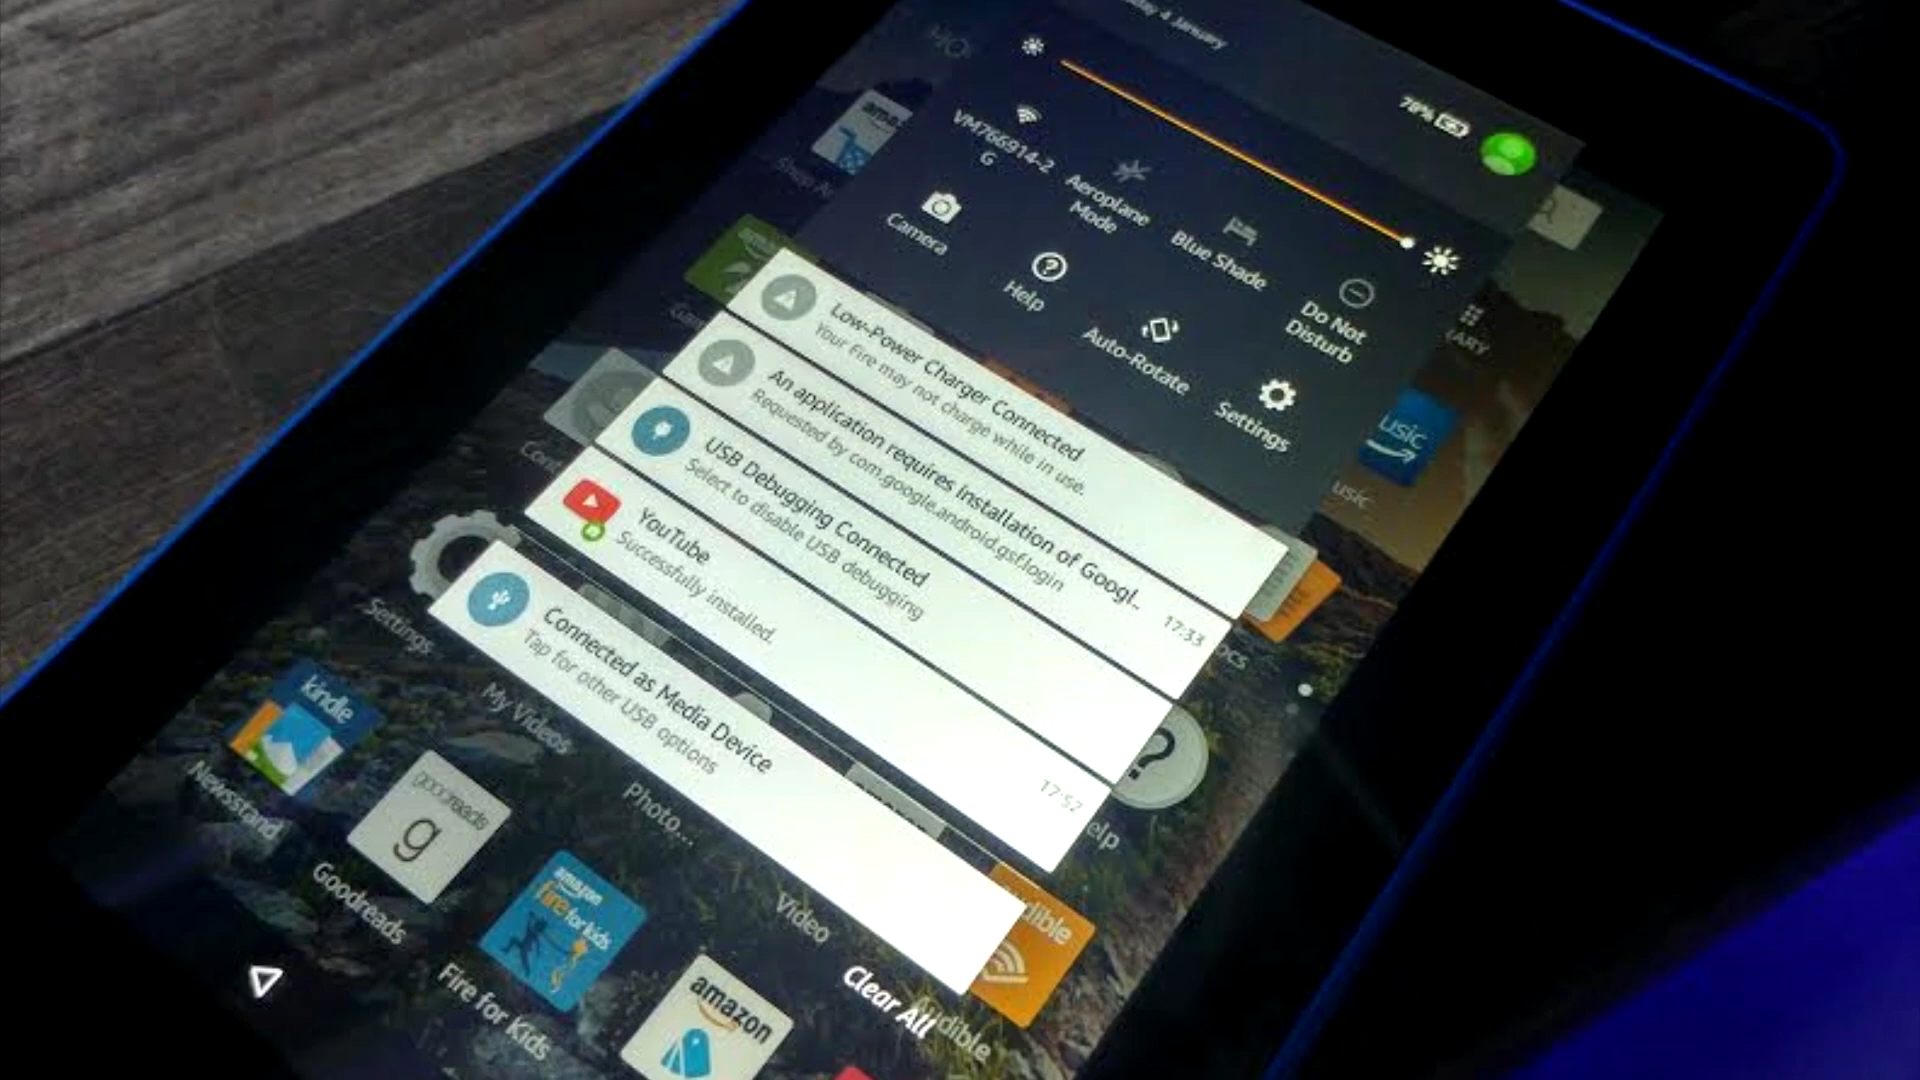 4 January
78%
VM766914-2
G
Aeroplane
Mode
Blue Shade
Do Not
Disturb
Camera
Help
Auto-Rotate
Settings
Low-Power Charger Connected
Your Fire may not charge while in use.
An application requires installation of Googl..
17:33
Requested by com.google.android.gsf.login
USB Debugging Connected
Select to disable USB debugging
YouTube
17:52
Successfully installed.
Connected as Media Device
Tap for other USB options
Clear All
Settings
My Videos
Photo...
Video
kindle
Newsstand
goodreads
g
Goodreads
amazon
fire for kids
Fire for Kids
amazon